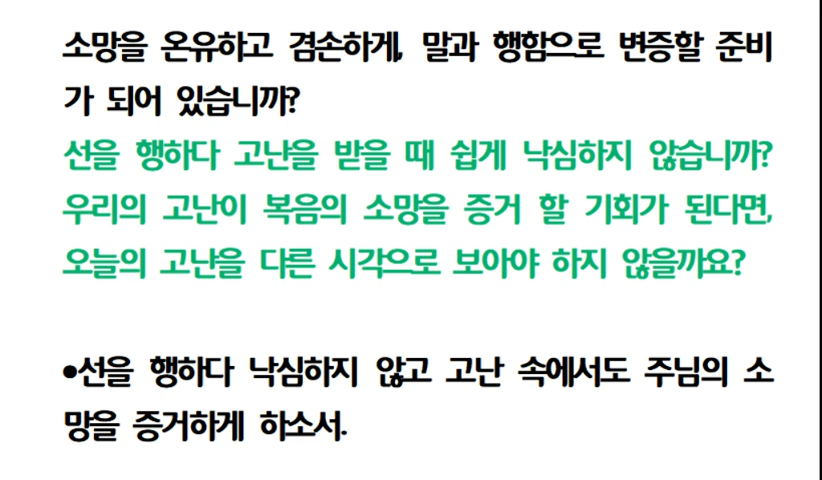 소망을 온유하고 겸손하게, 말과 행함으로 변증할 준비
가 되어 있습니까?
선을 행하다 고난을 받을 때 쉽게 낙심하지 않습니까?
우리의 고난이 복음의 소망을 증거 할 기회가 된다면,
오늘의 고난을 다른 시각으로 보아야 하지 않을까요?
●선을 행하다 낙심하지 않고 고난 속에서도 주님의 소
망을 증거하게 하소서.